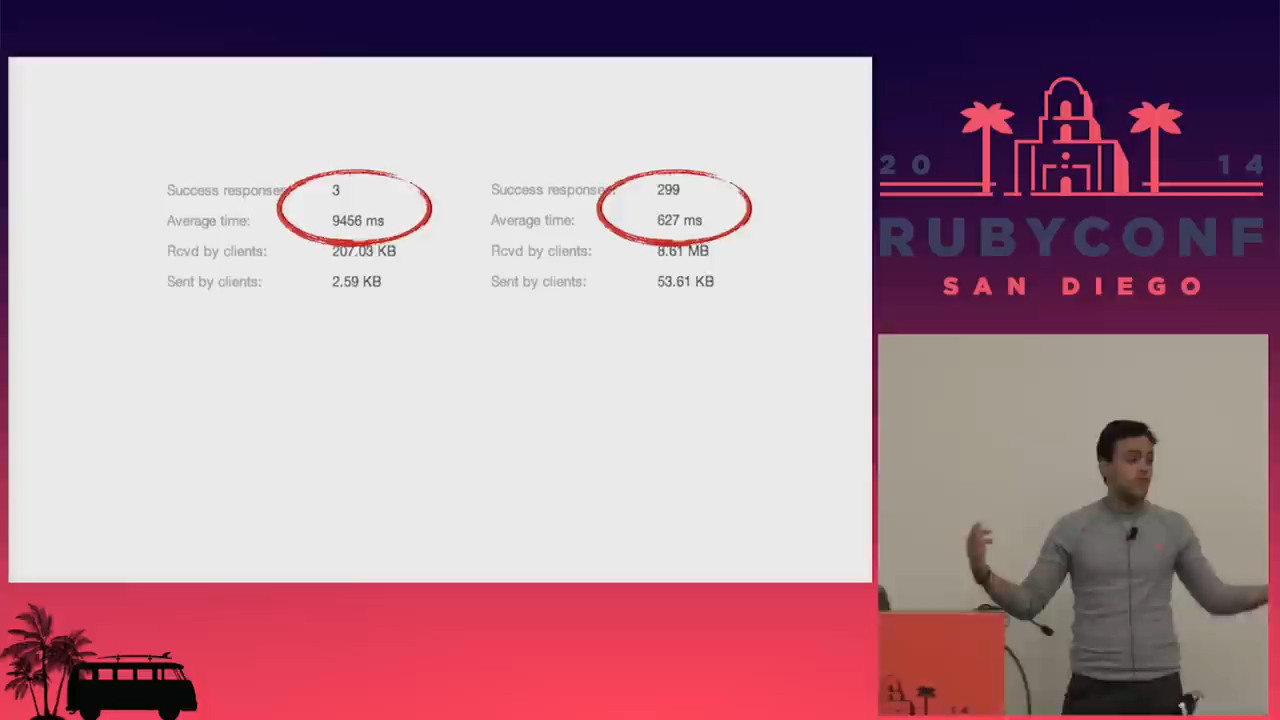 Success responses: 3
Average time: 9456 ms
Rcvd by clients: 207.03 KB
Sent by clients: 2.59 KB
Success responses: 299
Average time: 627 ms
Rcvd by clients: 8.61 MB
Sent by clients: 53.61 KB
20 14
RUBYCONF
SAN DIEGO
14